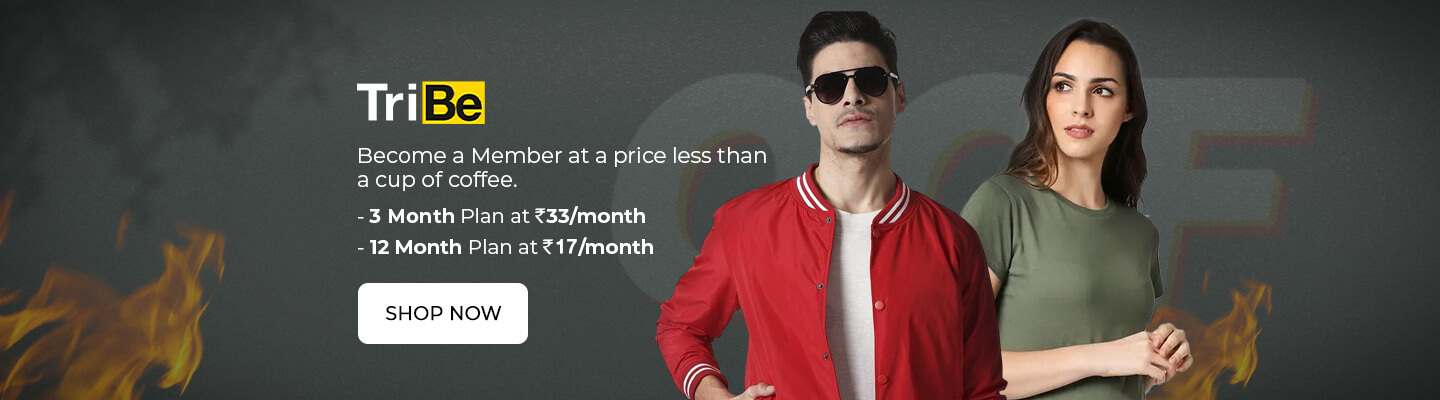 TriBe
Become a Member at a price less than
a cup of coffee.
- 3 Month Plan at ₹33/month
- 12 Month Plan at ₹17/month
SHOP NOW